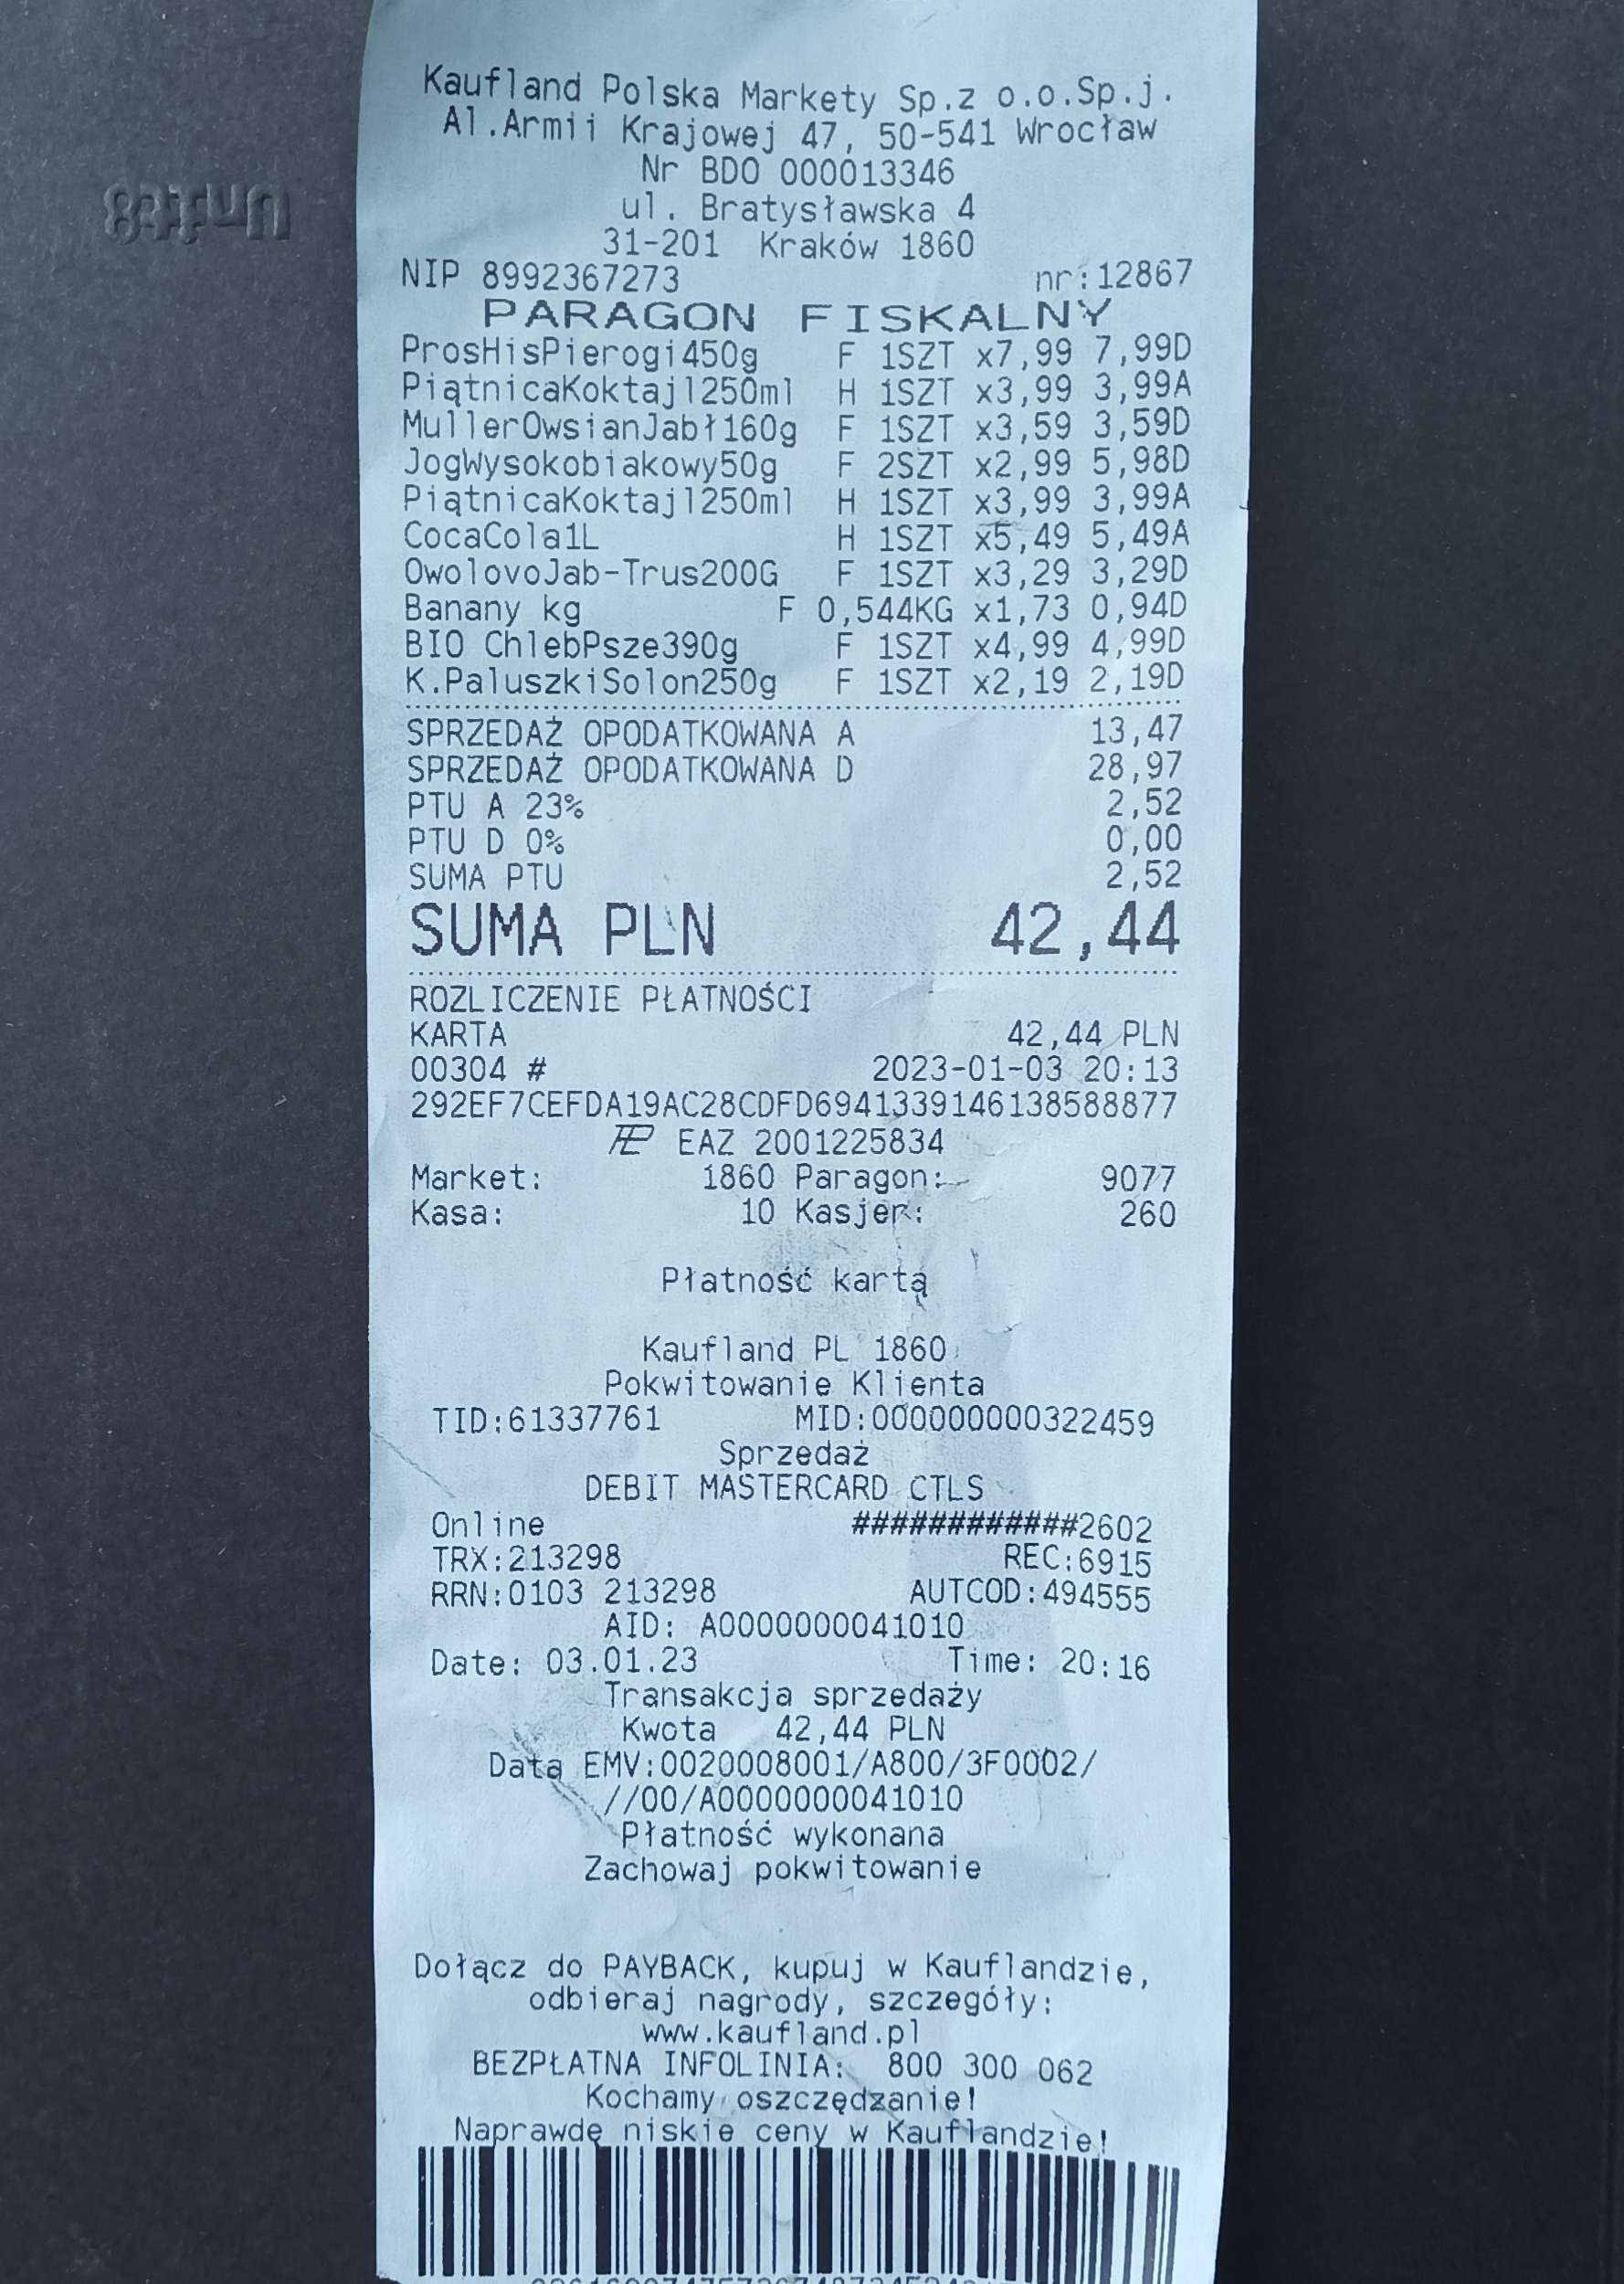 Kaufland Polska Markety Sp.z o.o.Sp.j.
Al.Armii Krajowej 47, 50-541 Wrocław
Nr BDO 000013346
ul. Bratysławska 4
31-201 Kraków 1860
NIP 8992367273 nr:12867
PARAGON FISKALNY
ProsHisPierogi450g F 1SZT x7,99 7,99D
PiątnicaKoktajl250ml H 1SZT x3,99 3,99A
MullerOwsianJabł160g F 1SZT x3,59 3,59D
JogWysokobiakowy50g F 2SZT x2,99 5,98D
PiątnicaKoktajl250ml H 1SZT x3,99 3,99A
CocaCola1L H 1SZT x5,49 5,49A
OwolovoJab-Trus200G F 1SZT x3,29 3,29D
Banany kg F 0,544KG x1,73 0,94D
BIO ChlebPsze390g F 1SZT x4,99 4,99D
K.PaluszkiSolon250g F 1SZT x2,19 2,19D
SPRZEDAŻ OPODATKOWANA A 13,47
SPRZEDAŻ OPODATKOWANA D 28,97
PTU A 23% 2,52
PTU D 0% 0,00
SUMA PTU 2,52
SUMA PLN 42,44
ROZLICZENIE PŁATNOŚCI
KARTA 42,44 PLN
00304 # 2023-01-03 20:13
292EF7CEFDA19AC28CDFD6941339146138588877
EAZ 2001225834
Market: 1860 Paragon: 9077
Kasa: 10 Kasjer: 260
Płatność kartą
Kaufland PL 1860
Pokwitowanie Klienta
TID:61337761 MID:000000000322459
Sprzedaż
DEBIT MASTERCARD CTLS
Online ############2602
TRX:213298 REC:6915
RRN:0103 213298 AUTCOD:494555
AID: A0000000041010
Date: 03.01.23 Time: 20:16
Transakcja sprzedaży
Kwota 42,44 PLN
Data EMV:0020008001/A800/3F0002/
//00/A0000000041010
Płatność wykonana
Zachowaj pokwitowanie
Dołącz do PAYBACK, kupuj w Kauflandzie,
odbieraj nagrody, szczegóły:
www.kaufland.pl
BEZPŁATNA INFOLINIA: 800 300 062
Kochamy oszczędzanie!
Naprawdę niskie ceny w Kauflandzie!